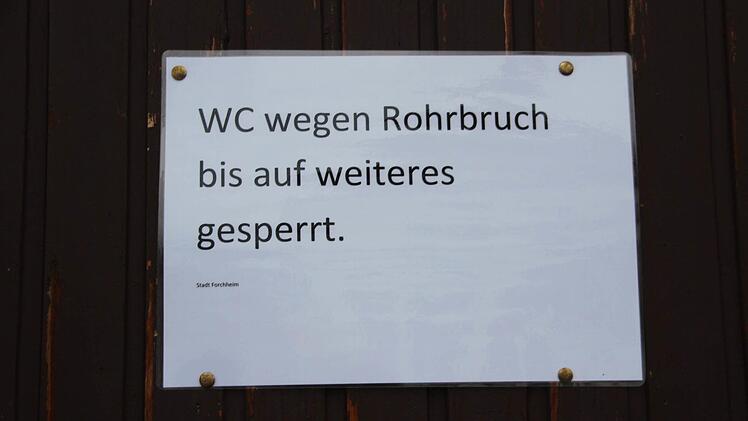 WC wegen Rohrbruch
bis auf weiteres
gesperrt.
Stadt Forchheim